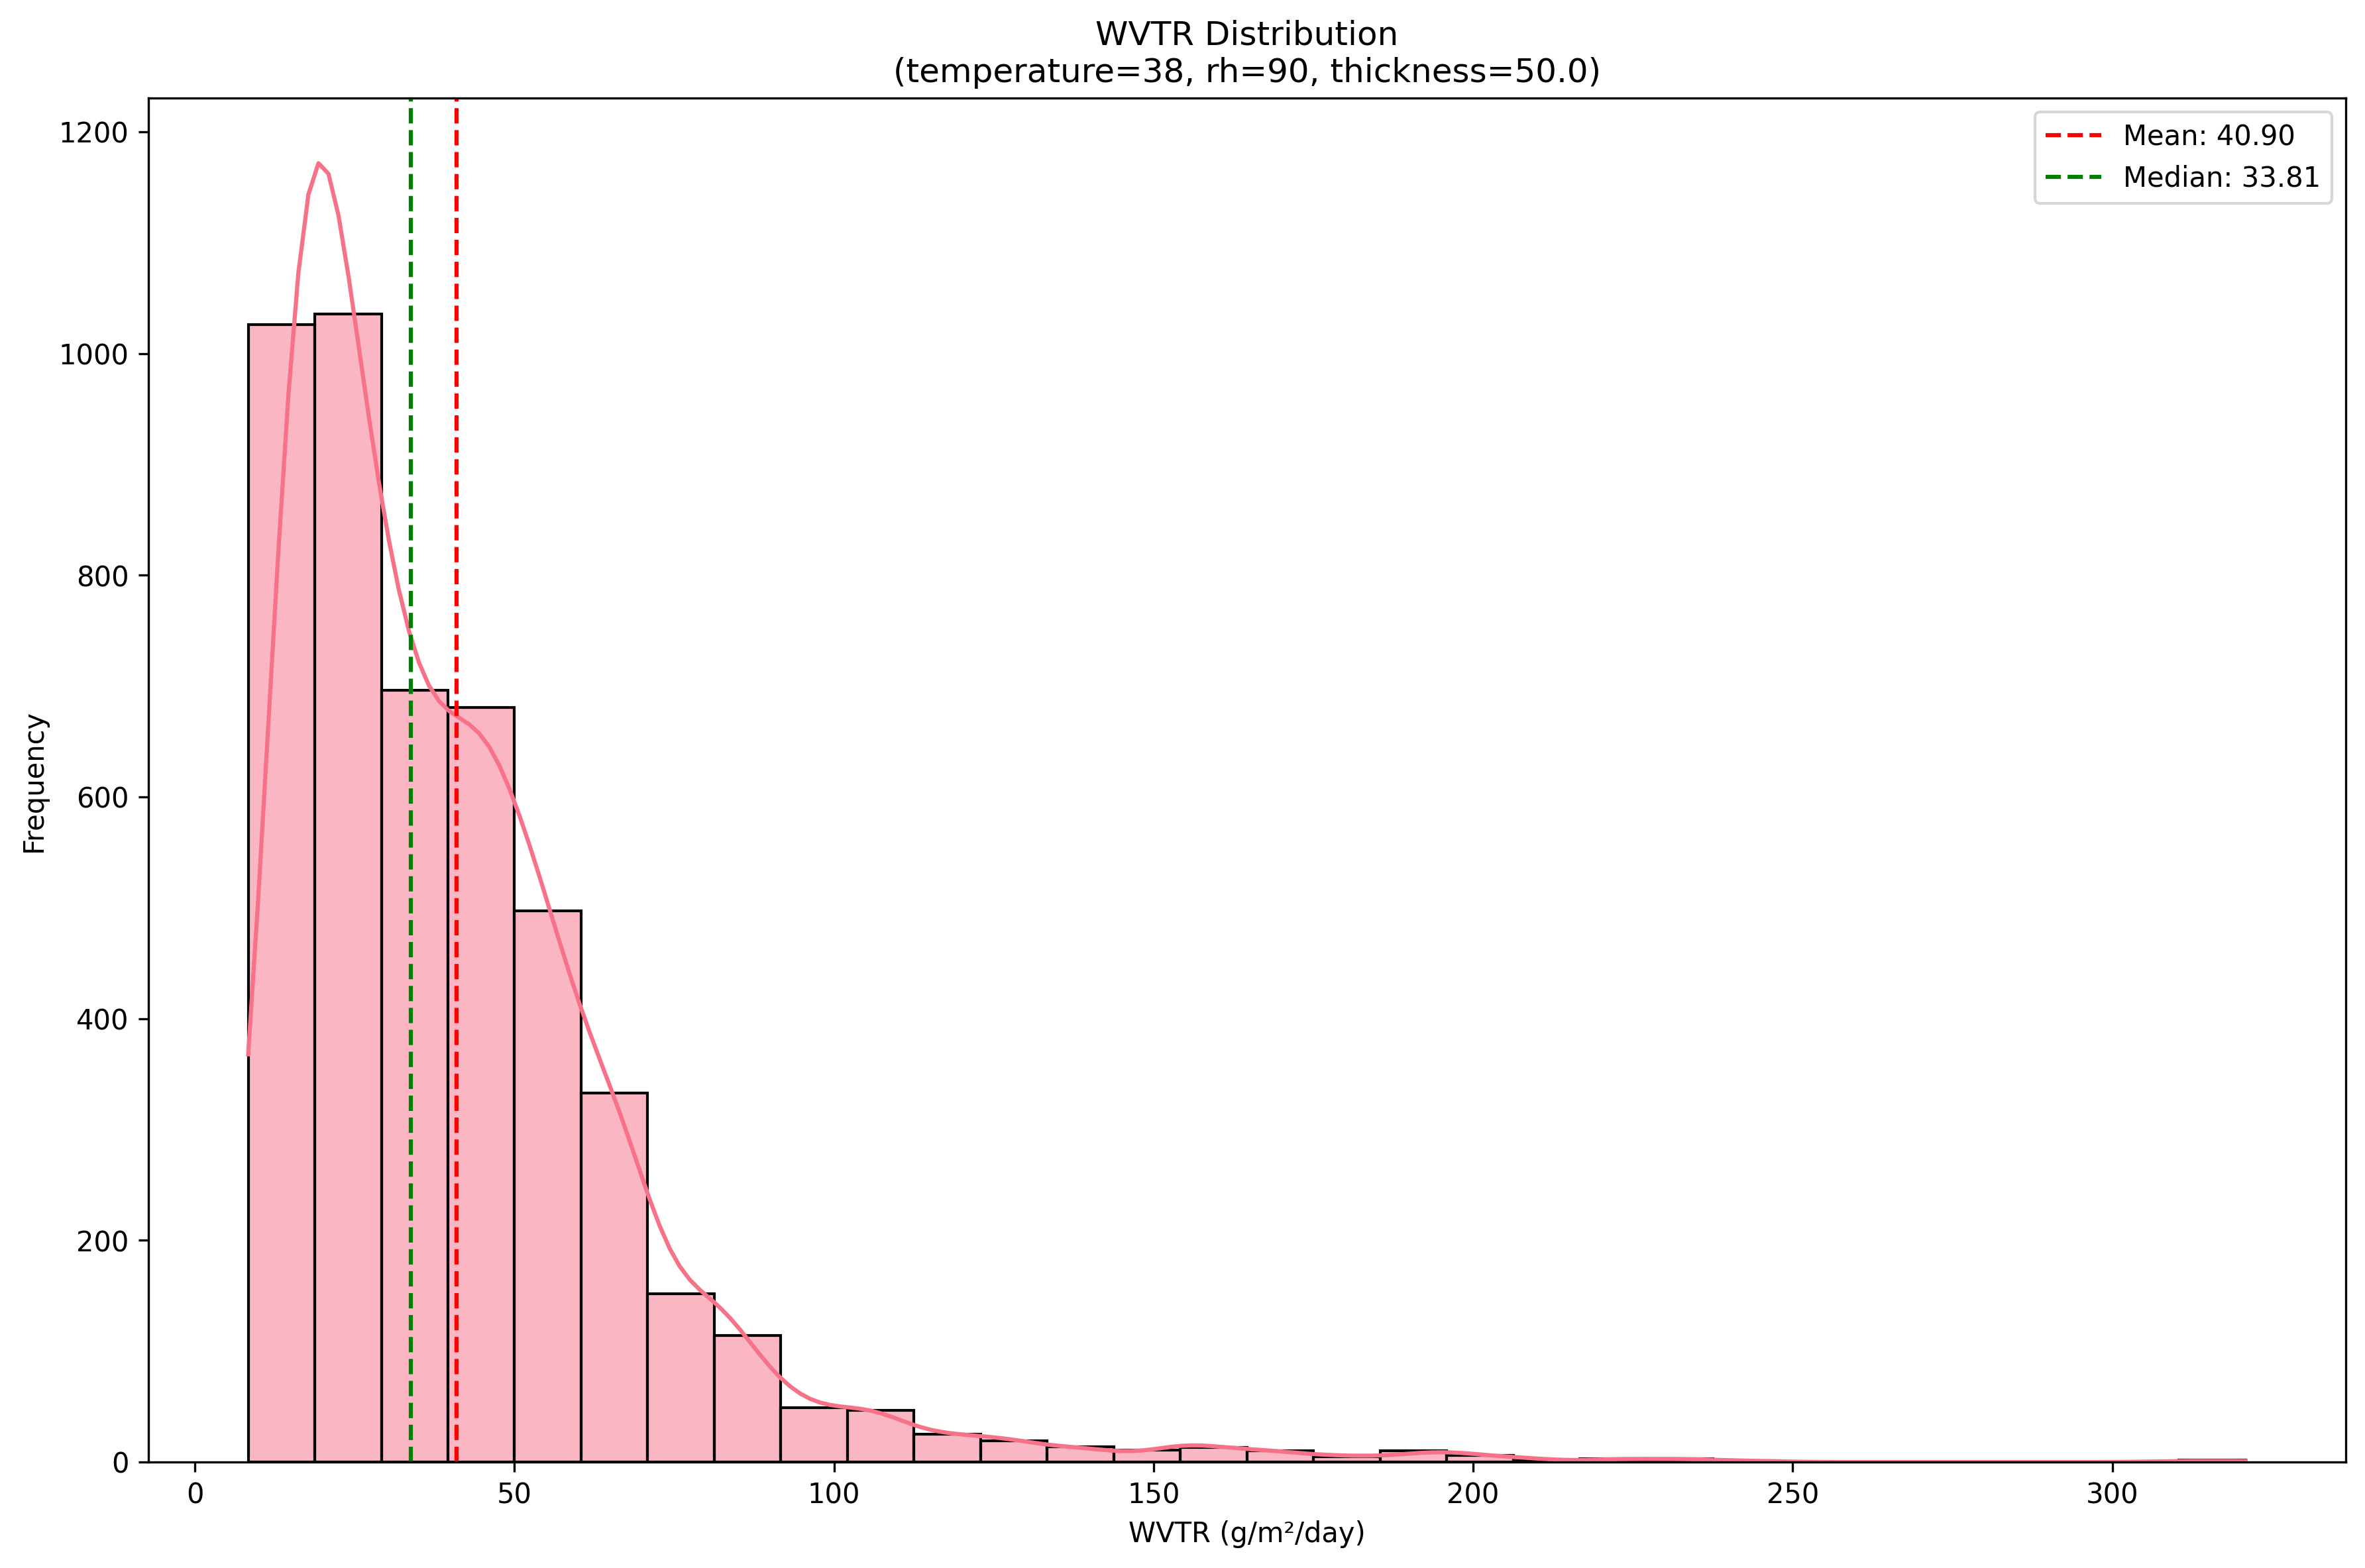 WVTR Distribution
(temperature=38, rh=90, thickness=50.0)
Mean: 40.90
Median: 33.81
Frequency
1200
1000
800
600
400
200
0
0 50 100 150 200 250 300
WVTR (g/m²/day)